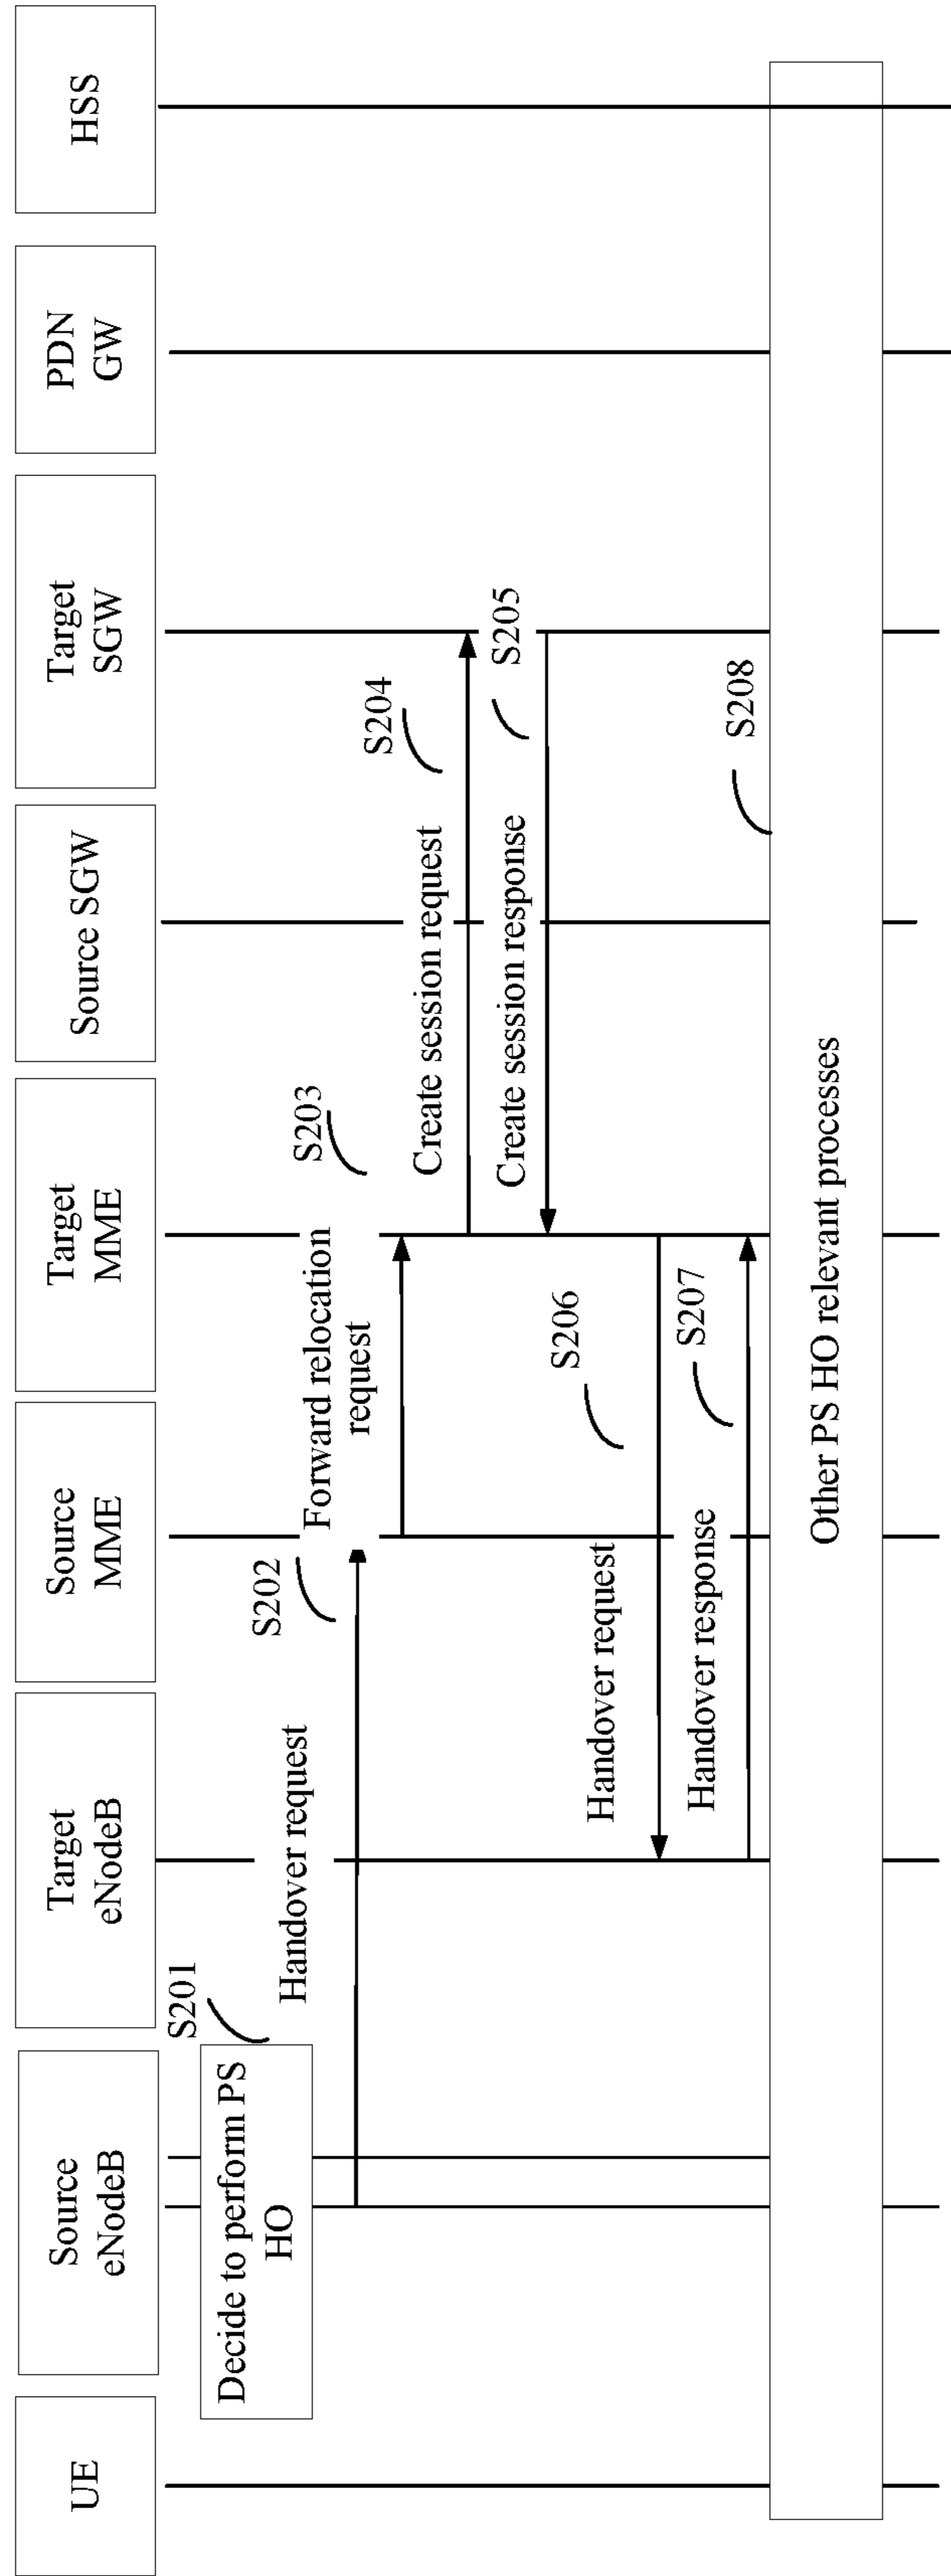 UE
Source
eNodeB
Target
eNodeB
Source
MME
Target
MME
Source SGW
Target
SGW
PDN
GW
HSS
S201
Decide to perform PS
HO
S202
Handover request
S203
Forward relocation
request
S204
Create session request
S205
Create session response
S206
Handover request
S207
Handover response
S208
Other PS HO relevant processes